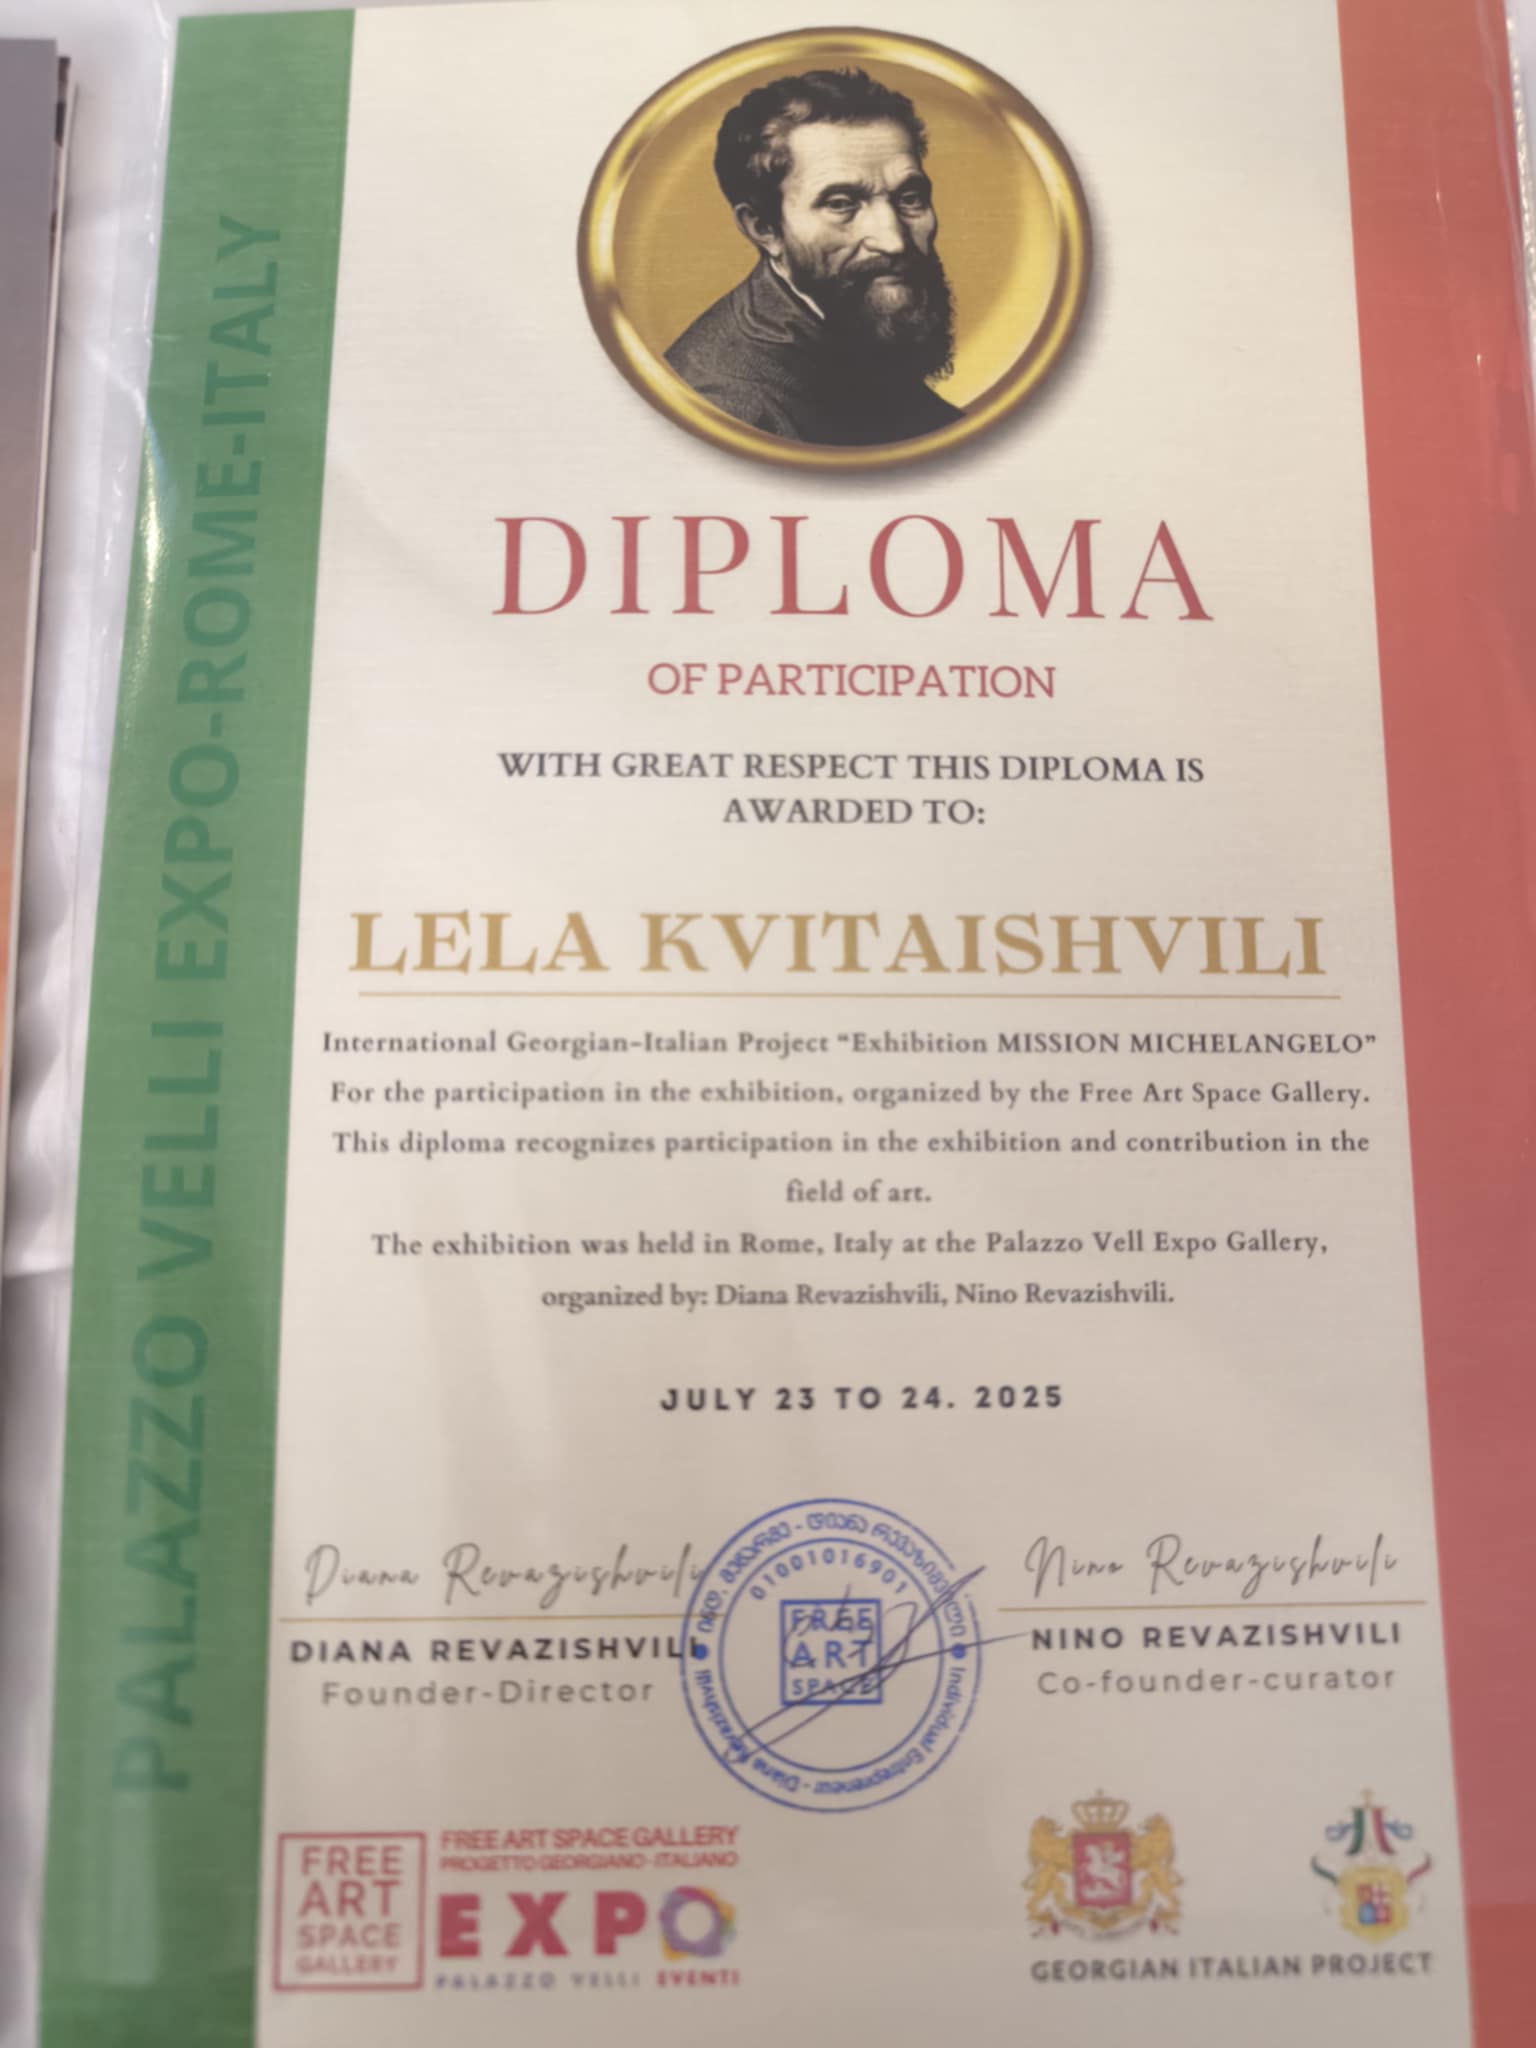 PALAZZO VELLI EXPO-ROME-ITALY
DIPLOMA
OF PARTICIPATION
WITH GREAT RESPECT THIS DIPLOMA IS
AWARDED TO:
LELA KVITAISHVILI
International Georgian-Italian Project “Exhibition MISSION MICHELANGELO”
For the participation in the exhibition, organized by the Free Art Space Gallery.
This diploma recognizes participation in the exhibition and contribution in the
field of art.
The exhibition was held in Rome, Italy at the Palazzo Vell Expo Gallery,
organized by: Diana Revazishvili, Nino Revazishvili.
JULY 23 TO 24. 2025
Diana Revazishvili
DIANA REVAZISHVILI
Founder-Director
01001016901
FREE
ART
SPACE
Individual Entrepreneur - Diana Revazishvili
Nino Revazishvili
NINO REVAZISHVILI
Co-founder-curator
FREE
ART
SPACE
GALLERY
FREE ART SPACE GALLERY
PROGETTO GEORGIANO-ITALIANO
EXPO
PALAZZO VELLI EVENTI
GEORGIAN ITALIAN PROJECT